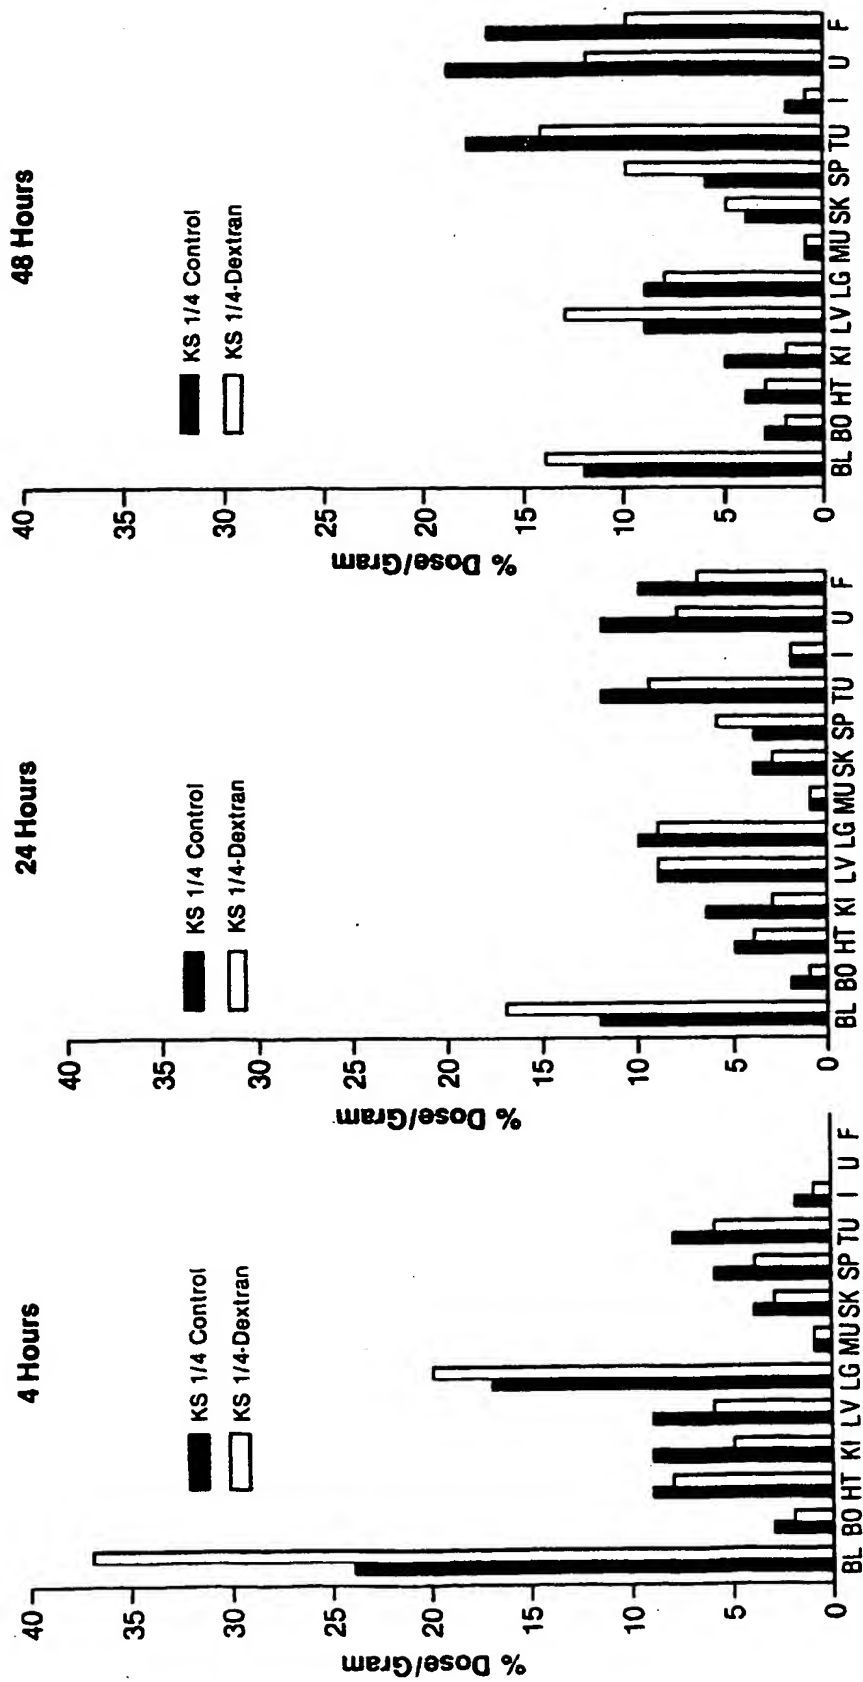 4 Hours
KS 1/4 Control
KS 1/4-Dextran
% Dose/Gram
40
35
30
25
20
15
10
5
0
BL BO HT KI LV LG MU SK SP TU I U F
24 Hours
KS 1/4 Control
KS 1/4-Dextran
% Dose/Gram
40
35
30
25
20
15
10
5
0
BL BO HT KI LV LG MU SK SP TU I U F
48 Hours
KS 1/4 Control
KS 1/4-Dextran
% Dose/Gram
40
35
30
25
20
15
10
5
0
BL BO HT KI LV LG MU SK SP TU I U F